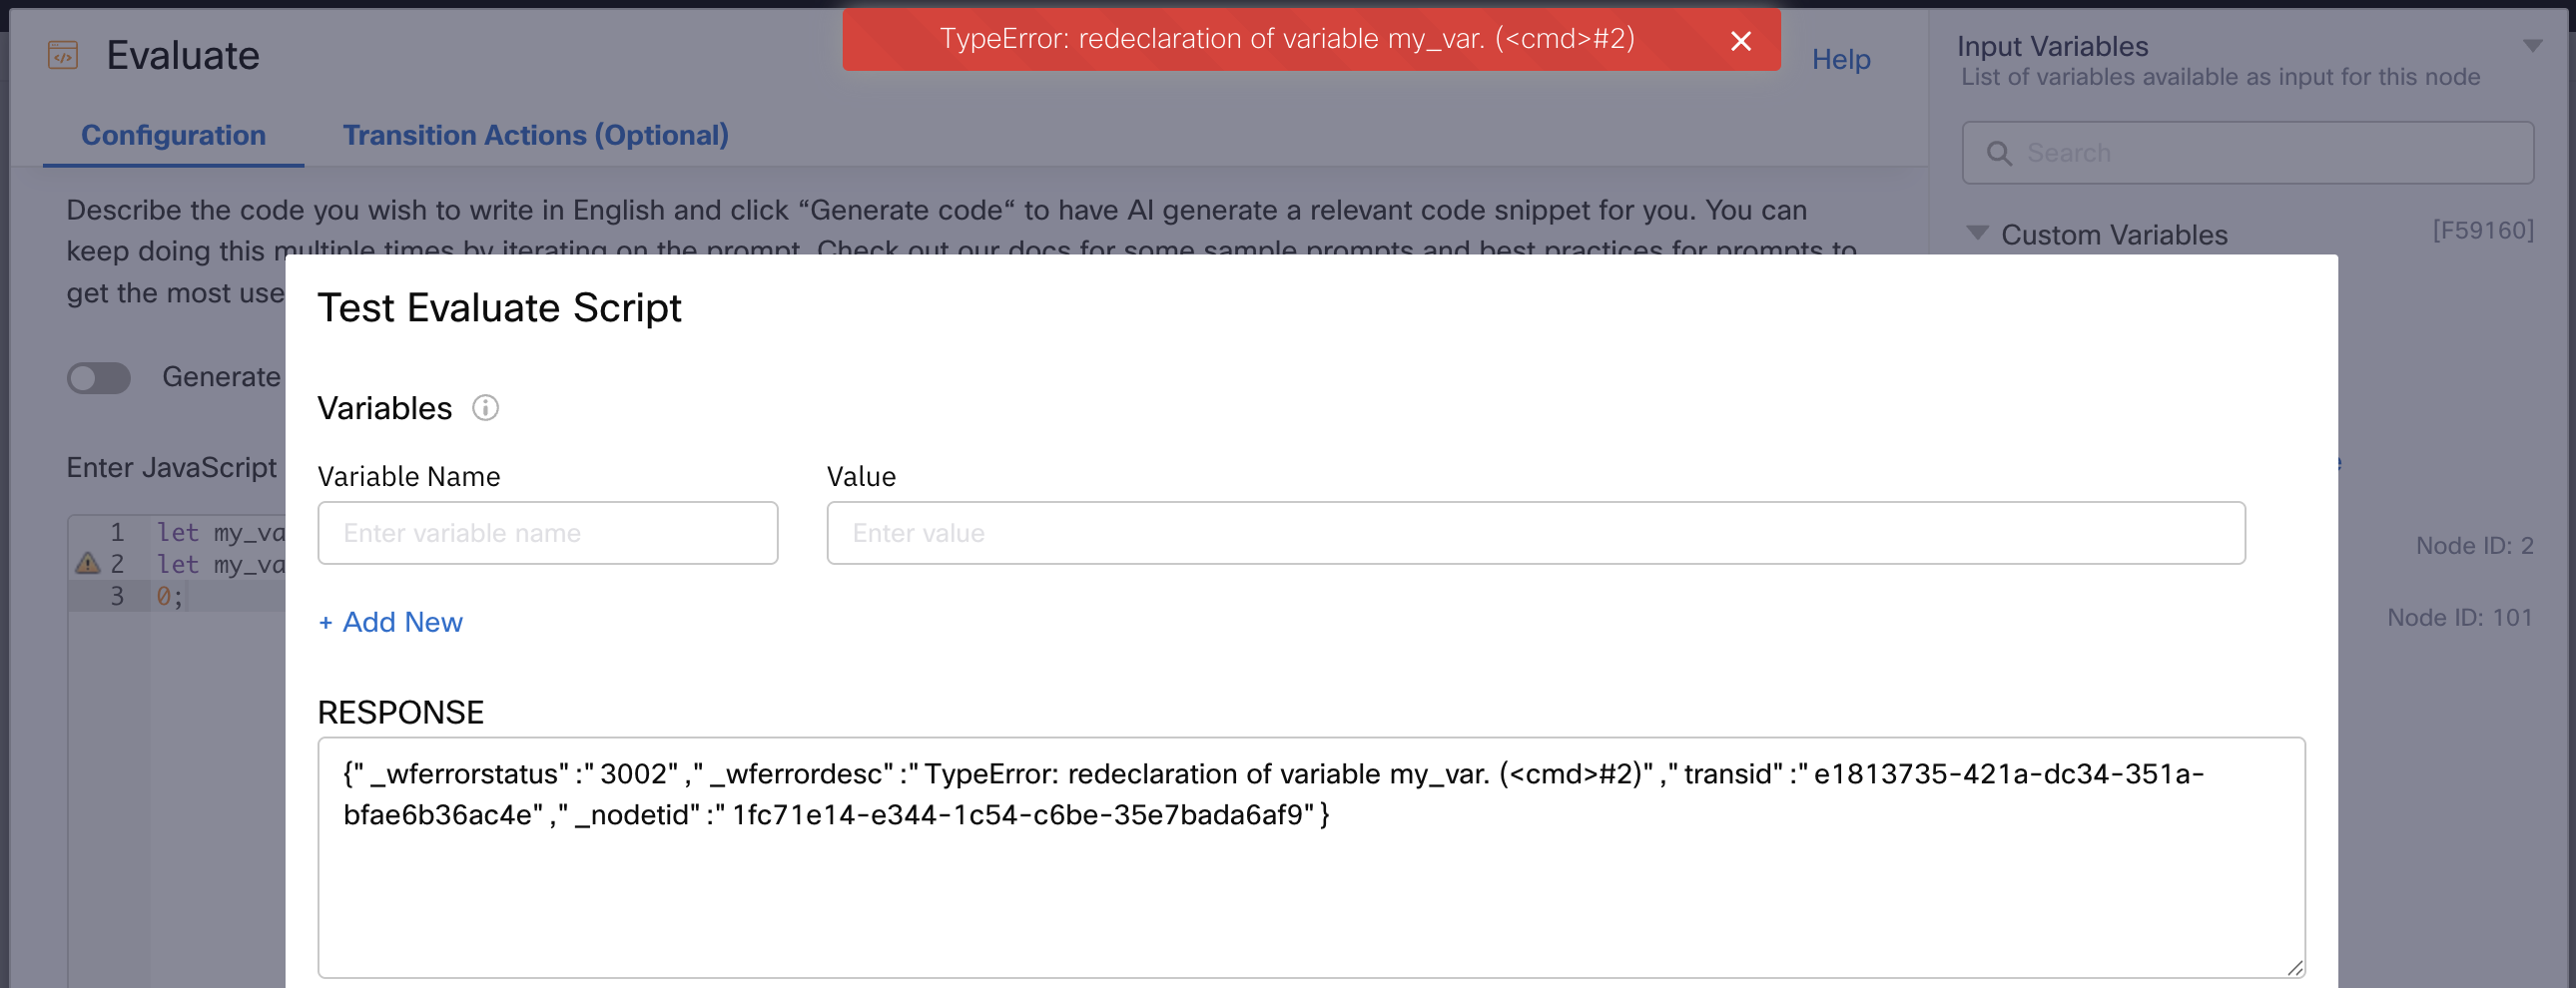 TypeError: redeclaration of variable my_var. (<cmd>#2)
Evaluate
Help
Configuration
Transition Actions (Optional)
Describe the code you wish to write in English and click “Generate code“ to have AI generate a relevant code snippet for you. You can
keep doing this multiple times by iterating on the prompt. Check out our docs for some sample prompts and best practices for prompts to
get the most use
Generate
Enter JavaScript
1 let my_va
2 let my_va
3 0;
Test Evaluate Script
Variables
Variable Name
Value
Enter variable name
Enter value
+ Add New
RESPONSE
{"_wferrorstatus":"3002","_wferrordesc":"TypeError: redeclaration of variable my_var. (<cmd>#2)","transid":"e1813735-421a-dc34-351a-
bfae6b36ac4e","_nodetid":"1fc71e14-e344-1c54-c6be-35e7bada6af9"}
Input Variables
List of variables available as input for this node
Search
Custom Variables
[F59160]
Node ID: 2
Node ID: 101